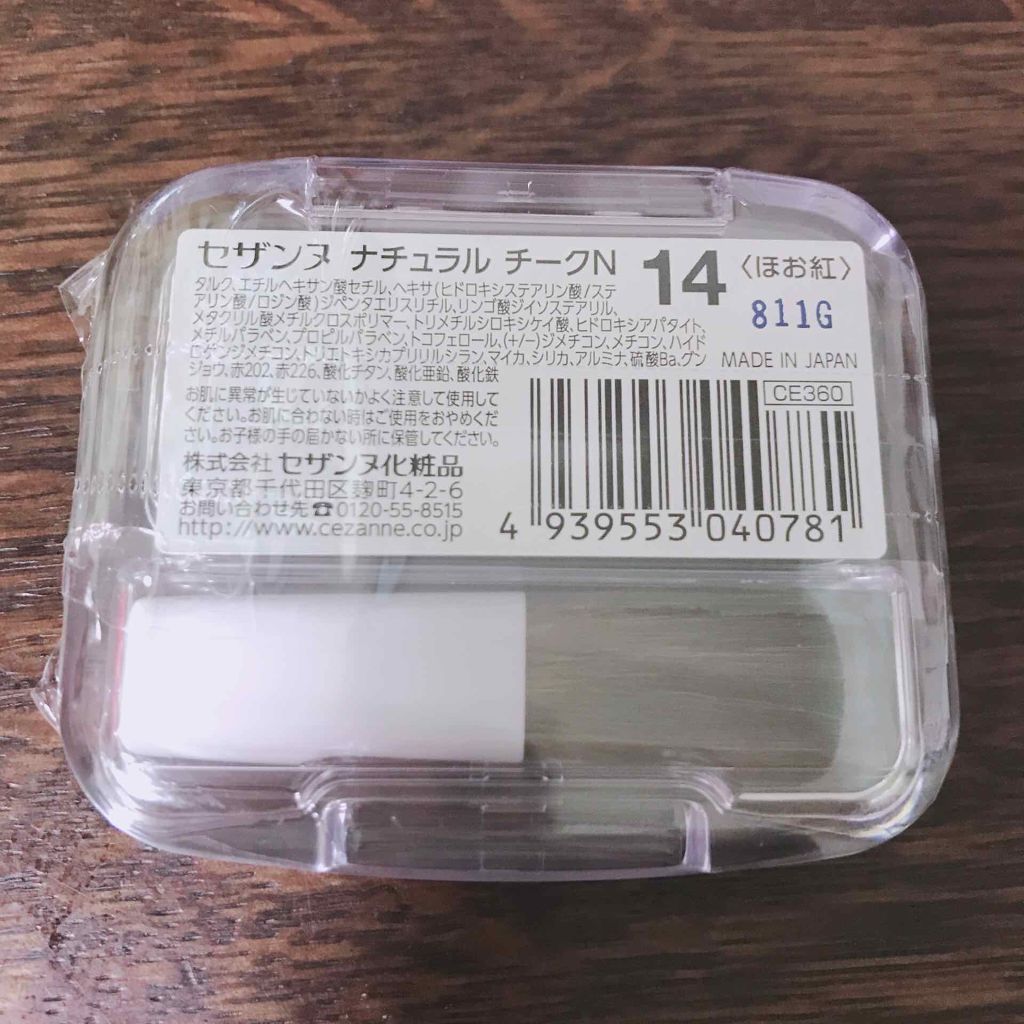 セザンヌ ナチュラル チークN 14 〈ほお紅〉
811G
タルク、エチルヘキサン酸セチル、ヘキサ(ヒドロキシステアリン酸/ステ
アリン酸/ロジン酸)ジペンタエリスリチル、リンゴ酸ジイソステアリル、
メタクリル酸メチルクロスポリマー、トリメチルシロキシケイ酸、ヒドロキシアパタイト、
メチルパラベン、プロピルパラベン、トコフェロール、(+/−)ジメチコン、メチコン、ハイド
ロゲンジメチコン、トリエトキシカプリリルシラン、マイカ、シリカ、アルミナ、硫酸Ba、グン
ジョウ、赤202、赤226、酸化チタン、酸化亜鉛、酸化鉄
MADE IN JAPAN
お肌に異常が生じていないかよく注意して使用して
ください。お肌に合わない時はご使用をおやめくだ
さい。お子様の手の届かない所に保管してください。
株式会社 セザンヌ化粧品
東京都千代田区麹町4-2-6
お問い合わせ先☎0120-55-8515
http://www.cezanne.co.jp
CE360
4 939553 040781